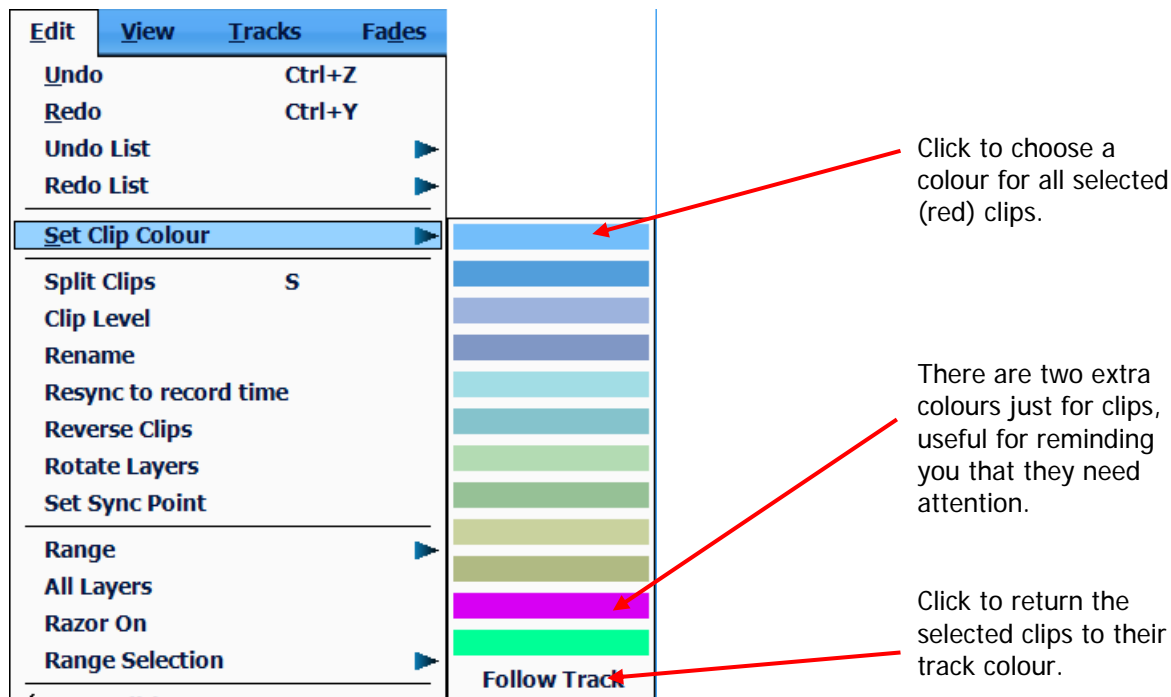 Edit View Tracks Fades
Undo Ctrl+Z
Redo Ctrl+Y
Undo List
Redo List
Set Clip Colour
Split Clips S
Clip Level
Rename
Resync to record time
Reverse Clips
Rotate Layers
Set Sync Point
Range
All Layers
Razor On
Range Selection
Follow Track
Click to choose a
colour for all selected
(red) clips.
There are two extra
colours just for clips,
useful for reminding
you that they need
attention.
Click to return the
selected clips to their
track colour.